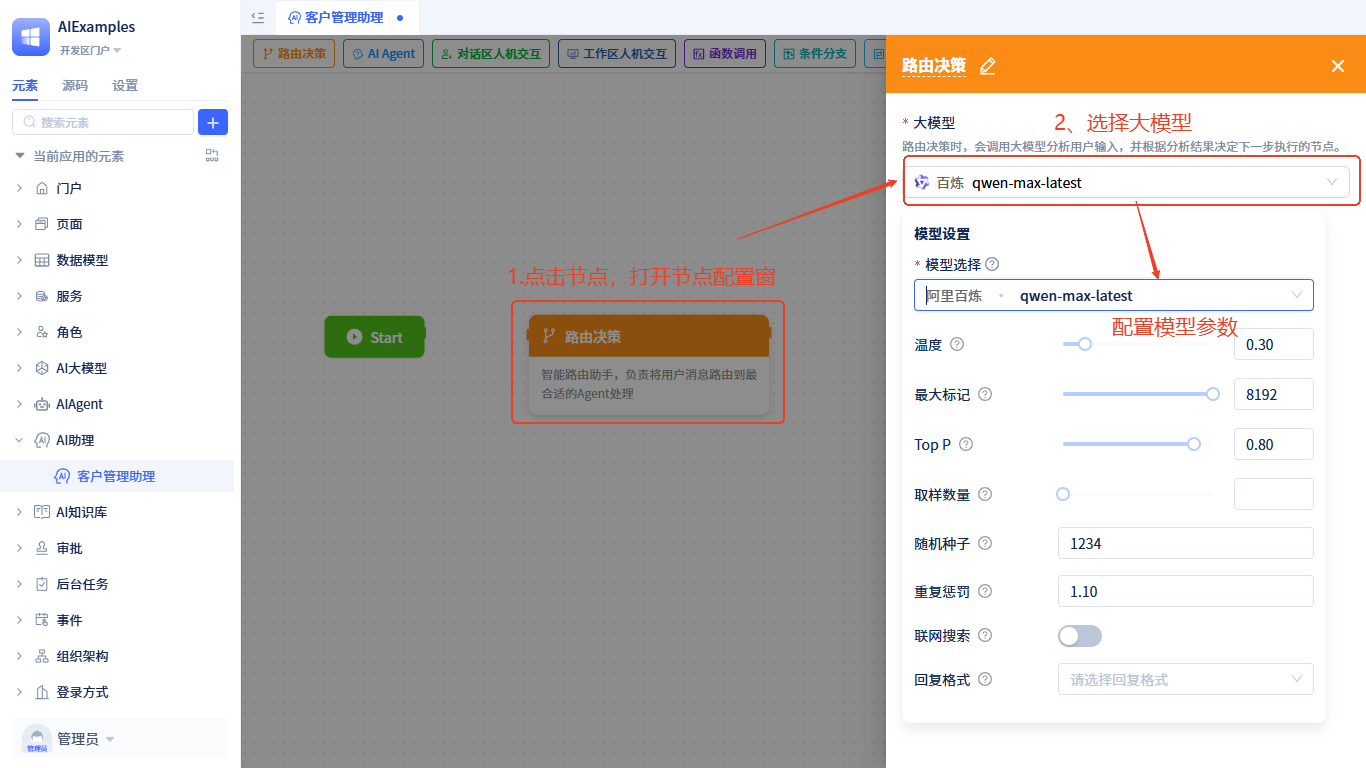 AIExamples
开发区门户
元素 源码 设置
搜索元素
当前应用的元素
门户
页面
数据模型
服务
角色
AI大模型
AIAgent
AI助理
客户管理助理
AI知识库
审批
后台任务
事件
组织架构
登录方式
管理员
管理员
客户管理助理
路由决策 AI Agent 对话区人机交互 工作区人机交互 函数调用 条件分支
1.点击节点，打开节点配置窗
Start
路由决策
智能路由助手，负责将用户消息路由到最
合适的Agent处理
路由决策
* 大模型
2、选择大模型
路由决策时，会调用大模型分析用户输入，并根据分析结果决定下一步执行的节点。
百炼 qwen-max-latest
模型设置
* 模型选择
阿里百炼 • qwen-max-latest
配置模型参数
温度 0.30
最大标记 8192
Top P 0.80
取样数量
随机种子 1234
重复惩罚 1.10
联网搜索
回复格式 请选择回复格式